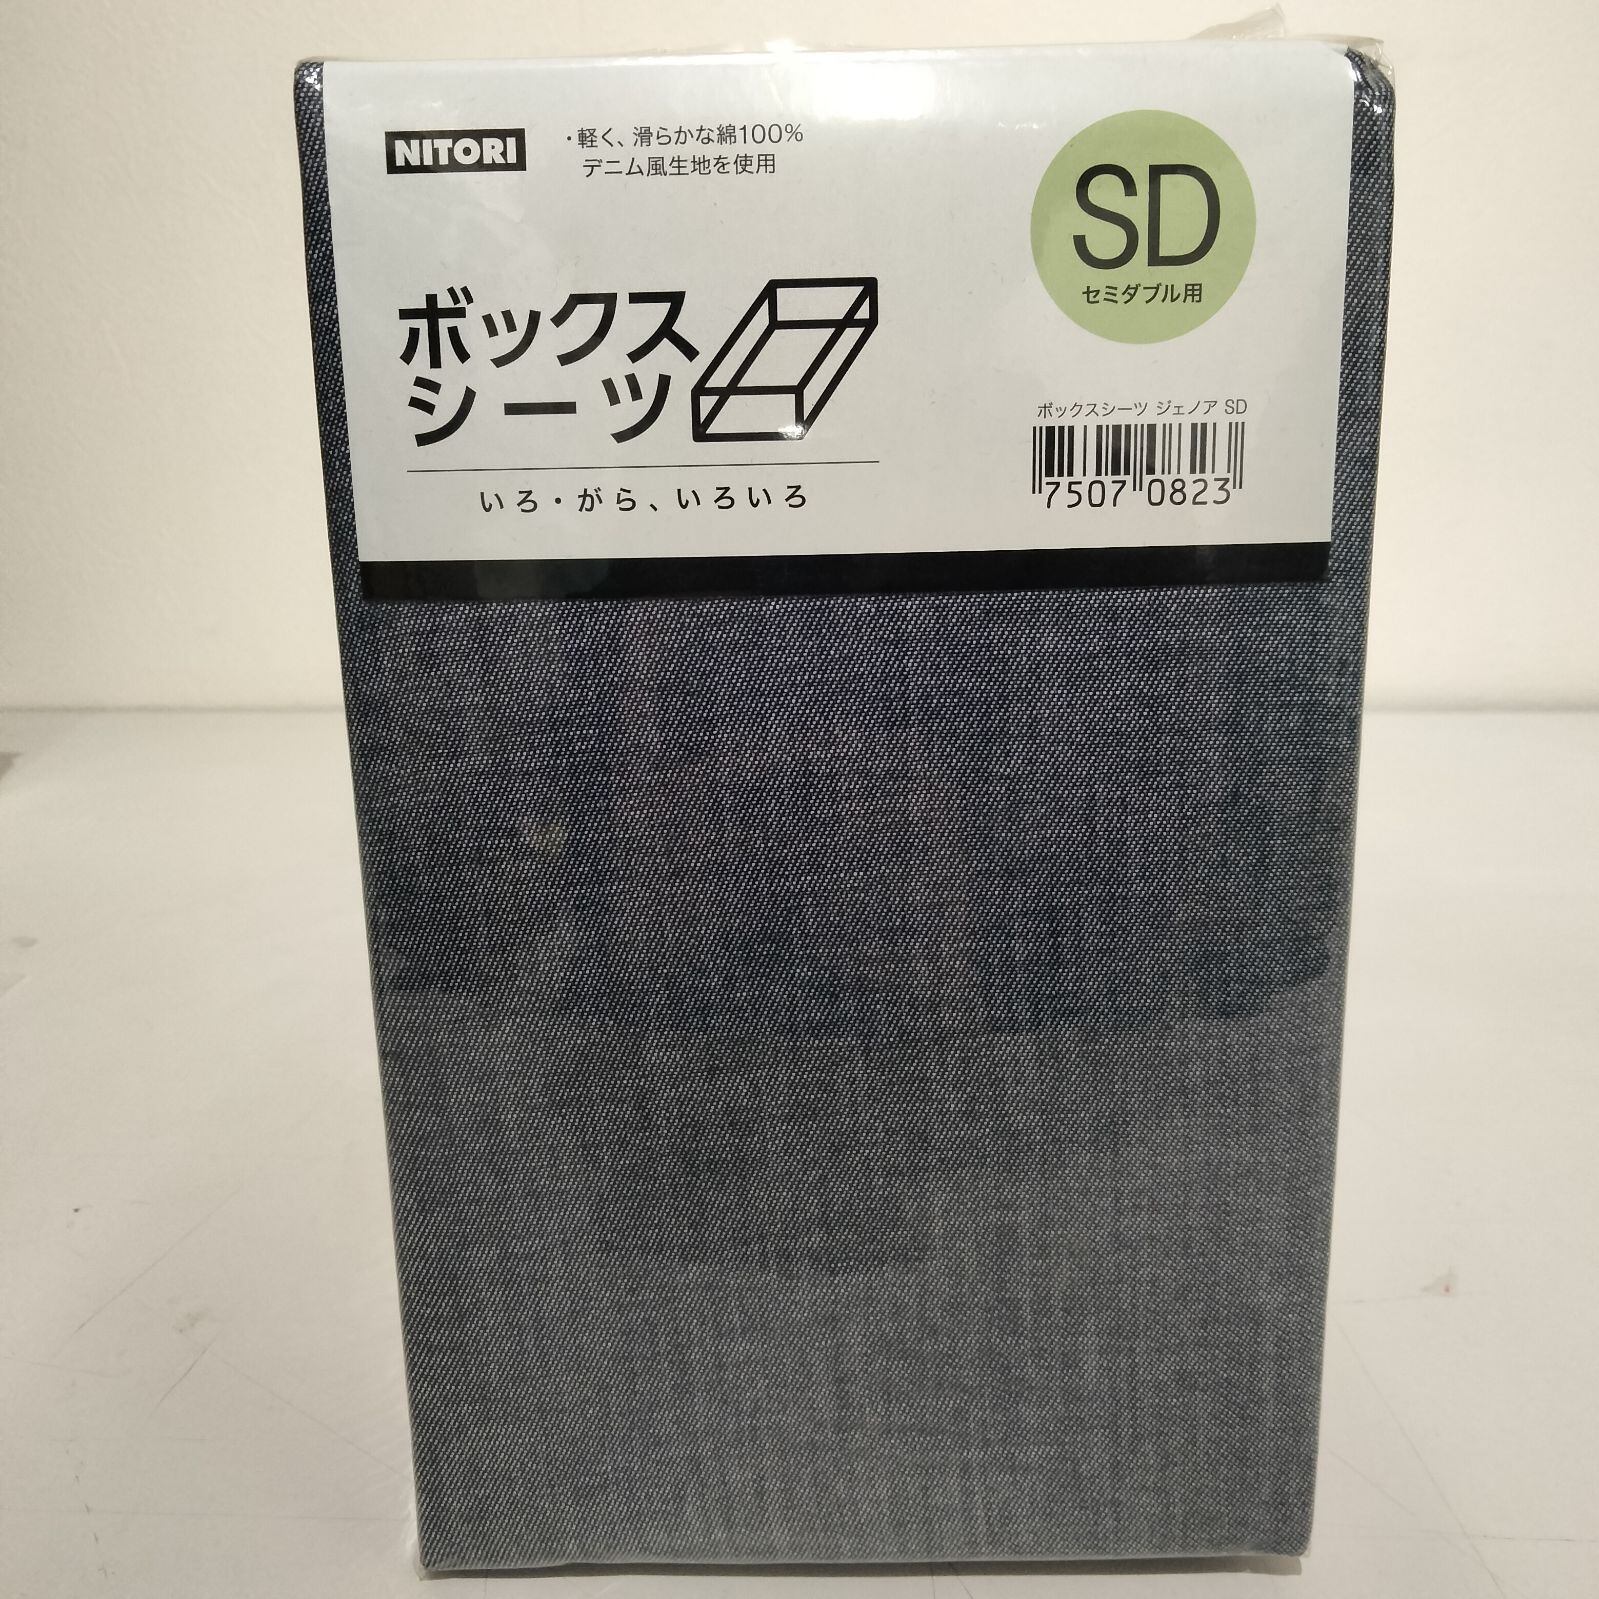 NITORI
・軽く、滑らかな綿100%
デニム風生地を使用
SD
セミダブル用
ボックス
シーツ
いろ・がら、いろいろ
ボックスシーツ ジェノア SD
7507 0823